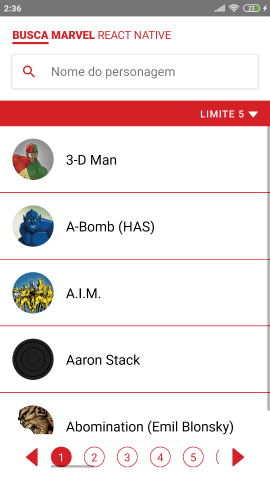 2:36
23
BUSCA MARVEL REACT NATIVE
Nome do personagem
LIMITE 5
3-D Man
A-Bomb (HAS)
A.I.M.
Aaron Stack
Abomination (Emil Blonsky)
1 2 3 4 5